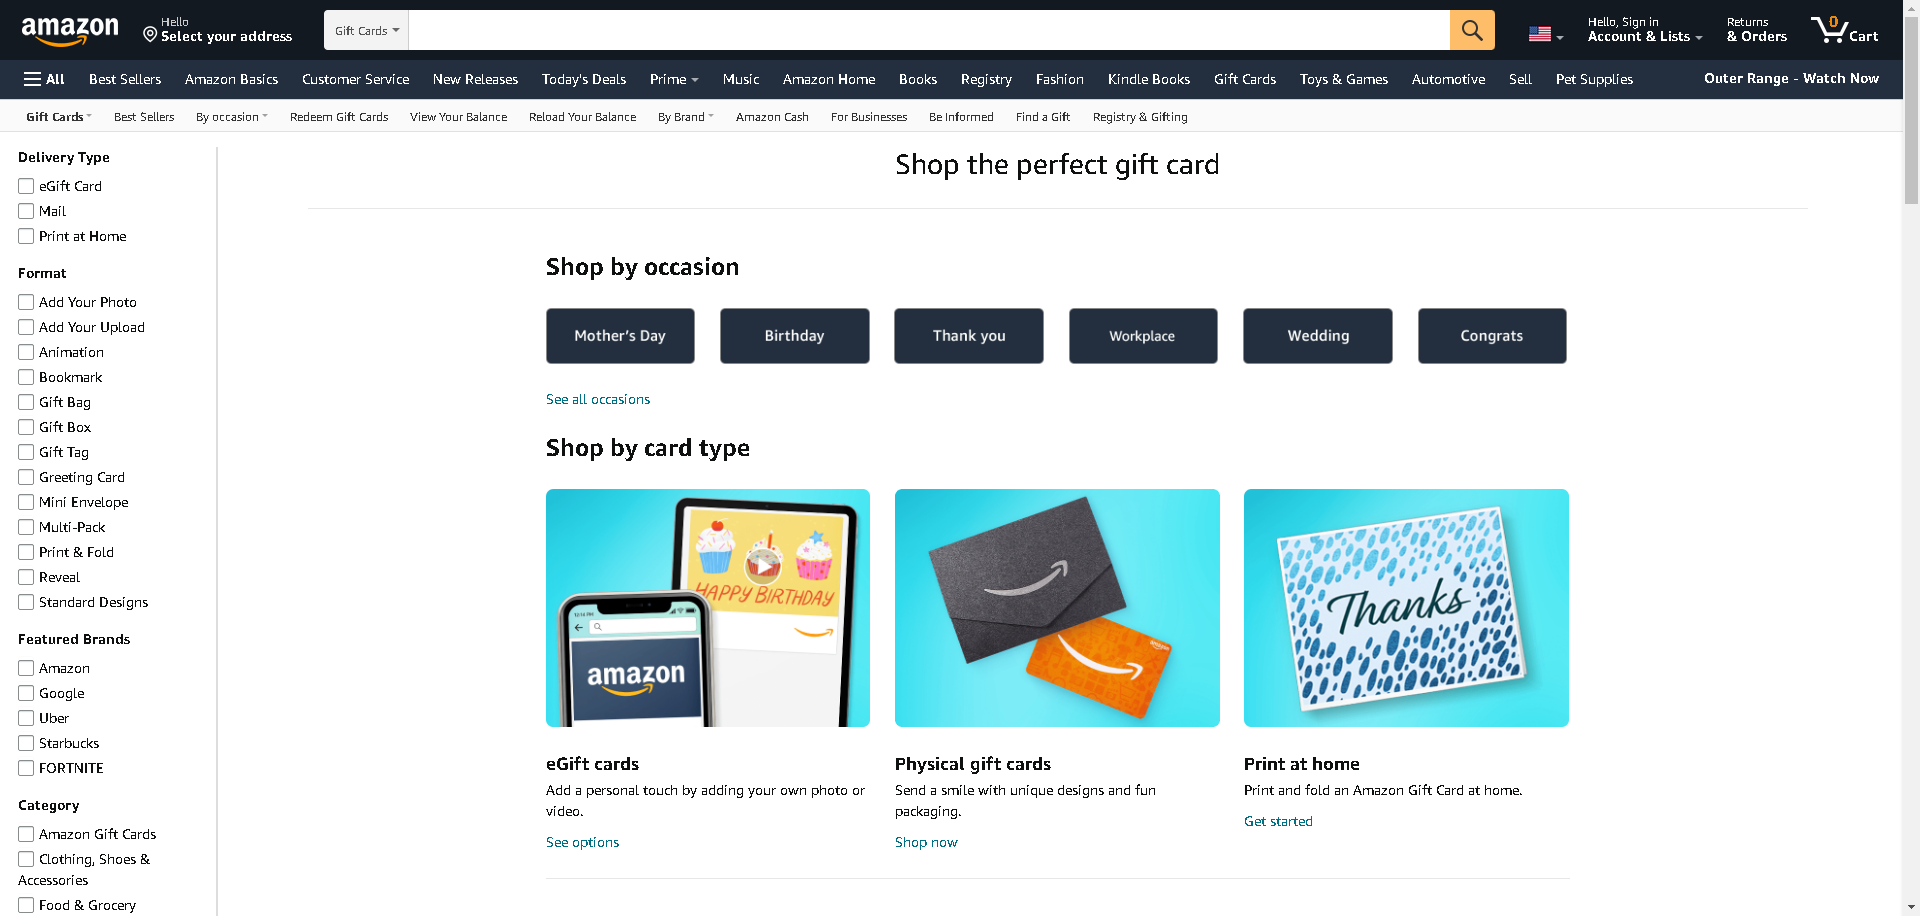 amazon
Hello
Select your address
Gift Cards
Hello, Sign in
Account & Lists
Returns
& Orders
0
Cart
All
Best Sellers
Amazon Basics
Customer Service
New Releases
Today's Deals
Prime
Music
Amazon Home
Books
Registry
Fashion
Kindle Books
Gift Cards
Toys & Games
Automotive
Sell
Pet Supplies
Outer Range - Watch Now
Gift Cards
Best Sellers
By occasion
Redeem Gift Cards
View Your Balance
Reload Your Balance
By Brand
Amazon Cash
For Businesses
Be Informed
Find a Gift
Registry & Gifting
Delivery Type
eGift Card
Mail
Print at Home
Format
Add Your Photo
Add Your Upload
Animation
Bookmark
Gift Bag
Gift Box
Gift Tag
Greeting Card
Mini Envelope
Multi-Pack
Print & Fold
Reveal
Standard Designs
Featured Brands
Amazon
Google
Uber
Starbucks
FORTNITE
Category
Amazon Gift Cards
Clothing, Shoes &
Accessories
Food & Grocery
Shop the perfect gift card
Shop by occasion
Mother's Day
Birthday
Thank you
Workplace
Wedding
Congrats
See all occasions
Shop by card type
HAPPY BIRTHDAY
12:14 PM
amazon
amazon
Thanks
eGift cards
Add a personal touch by adding your own photo or
video.
See options
Physical gift cards
Send a smile with unique designs and fun
packaging.
Shop now
Print at home
Print and fold an Amazon Gift Card at home.
Get started